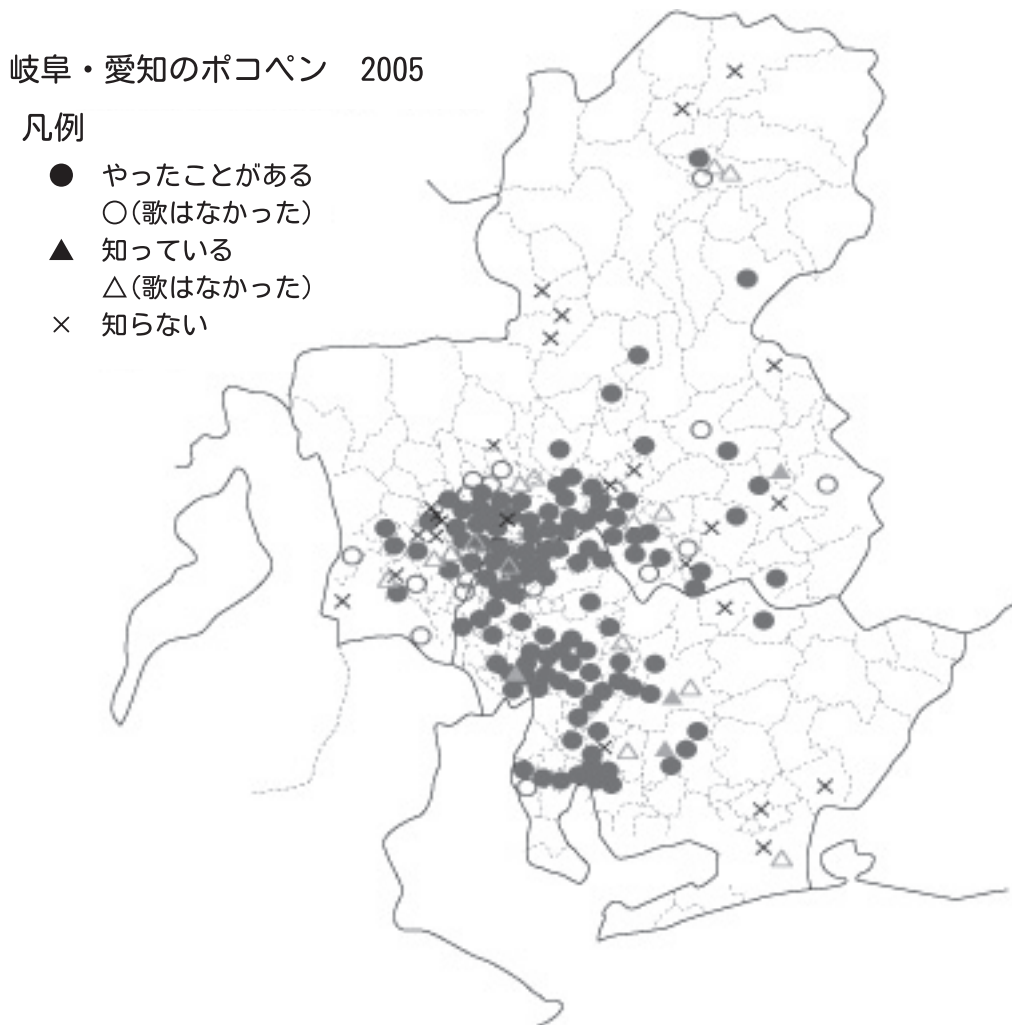 岐阜・愛知のポコペン　2005
凡例
● やったことがある
○(歌はなかった)
▲ 知っている
△(歌はなかった)
× 知らない